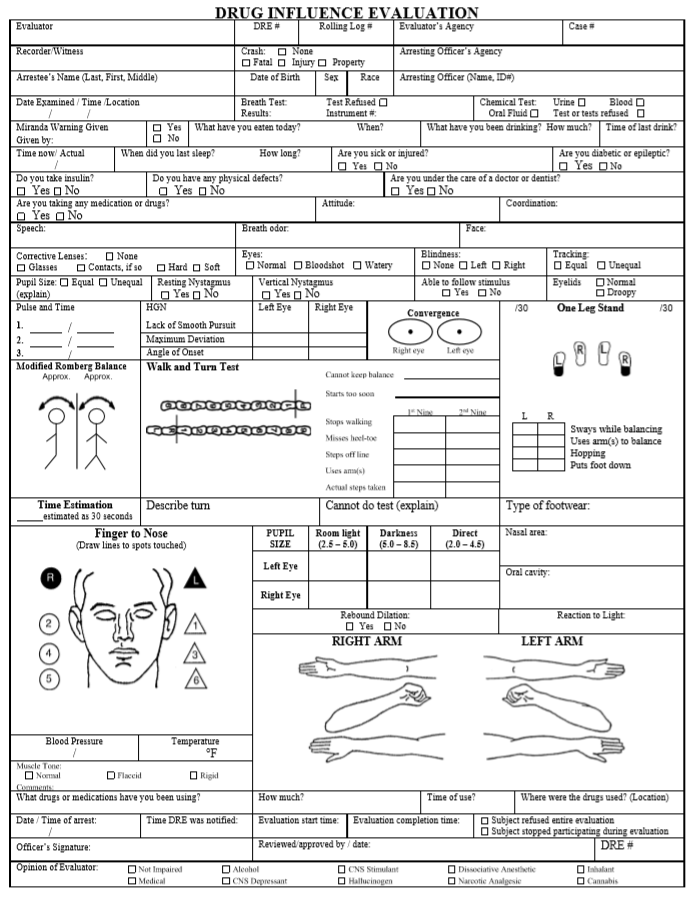 DRUG INFLUENCE EVALUATION
Evaluator DRE # Rolling Log # Evaluator's Agency Case #
Recorder/Witness Crash: ☐ None Arresting Officer's Agency
☐ Fatal ☐ Injury ☐ Property
Arrestee's Name (Last, First, Middle) Date of Birth Sex Race Arresting Officer (Name, ID#)
Date Examined / Time /Location Breath Test: Test Refused ☐ Chemical Test: Urine ☐ Blood ☐
/ / Results: Instrument #: Oral Fluid ☐ Test or tests refused ☐
Miranda Warning Given ☐ Yes What have you eaten today? When? What have you been drinking? How much? Time of last drink?
Given by: ☐ No
Time now/ Actual When did you last sleep? How long? Are you sick or injured? Are you diabetic or epileptic?
/ ☐ Yes ☐ No ☐ Yes ☐ No
Do you take insulin? Do you have any physical defects? Are you under the care of a doctor or dentist?
☐ Yes ☐ No ☐ Yes ☐ No ☐ Yes ☐ No
Are you taking any medication or drugs? Attitude: Coordination:
☐ Yes ☐ No
Speech: Breath odor: Face:
Corrective Lenses: ☐ None Eyes: Blindness: Tracking:
☐ Glasses ☐ Contacts, if so ☐ Hard ☐ Soft ☐ Normal ☐ Bloodshot ☐ Watery ☐ None ☐ Left ☐ Right ☐ Equal ☐ Unequal
Pupil Size: ☐ Equal ☐ Unequal Resting Nystagmus Vertical Nystagmus Able to follow stimulus Eyelids ☐ Normal
(explain) ☐ Yes ☐ No ☐ Yes ☐ No ☐ Yes ☐ No ☐ Droopy
Pulse and Time HGN Left Eye Right Eye Convergence /30 One Leg Stand /30
1. ______ / ______ Lack of Smooth Pursuit
2. ______ / ______ Maximum Deviation
3. ______ / ______ Angle of Onset
Right eye Left eye
L R L R
Modified Romberg Balance Walk and Turn Test
Approx. Approx.
Cannot keep balance ______
Starts too soon ______
1st Nine 2nd Nine
Stops walking
Misses heel-toe
Steps off line
Uses arm(s)
Actual steps taken
L R
Sways while balancing
Uses arm(s) to balance
Hopping
Puts foot down
Time Estimation Describe turn Cannot do test (explain) Type of footwear:
______estimated as 30 seconds
Finger to Nose
(Draw lines to spots touched)
R L
2 1
4 3
5 6
PUPIL SIZE Room light (2.5 – 5.0) Darkness (5.0 – 8.5) Direct (2.0 – 4.5)
Left Eye
Right Eye
Nasal area:
Oral cavity:
Rebound Dilation: Reaction to Light:
☐ Yes ☐ No
RIGHT ARM LEFT ARM
Blood Pressure Temperature
/ °F
Muscle Tone:
☐ Normal ☐ Flaccid ☐ Rigid
Comments:
What drugs or medications have you been using? How much? Time of use? Where were the drugs used? (Location)
Date / Time of arrest: Time DRE was notified: Evaluation start time: Evaluation completion time: ☐ Subject refused entire evaluation
/ ☐ Subject stopped participating during evaluation
Officer's Signature: Reviewed/approved by / date: DRE #
Opinion of Evaluator: ☐ Not Impaired ☐ Alcohol ☐ CNS Stimulant ☐ Dissociative Anesthetic ☐ Inhalant
☐ Medical ☐ CNS Depressant ☐ Hallucinogen ☐ Narcotic Analgesic ☐ Cannabis